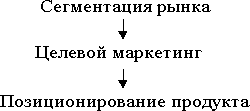 Сегментация рынка
Целевой маркетинг
Позиционирование продукта